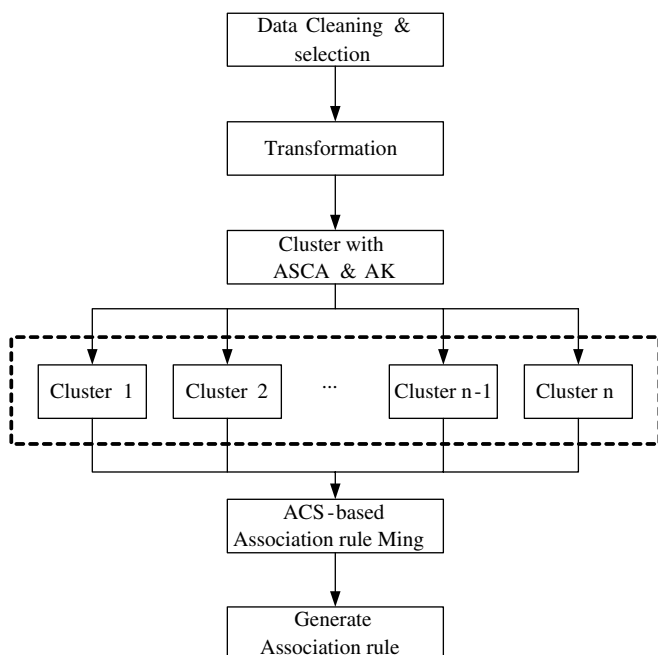 Data Cleaning &
selection
Transformation
Cluster with
ASCA & AK
Cluster 1
Cluster 2
...
Cluster n-1
Cluster n
ACS-based
Association rule Ming
Generate
Association rule